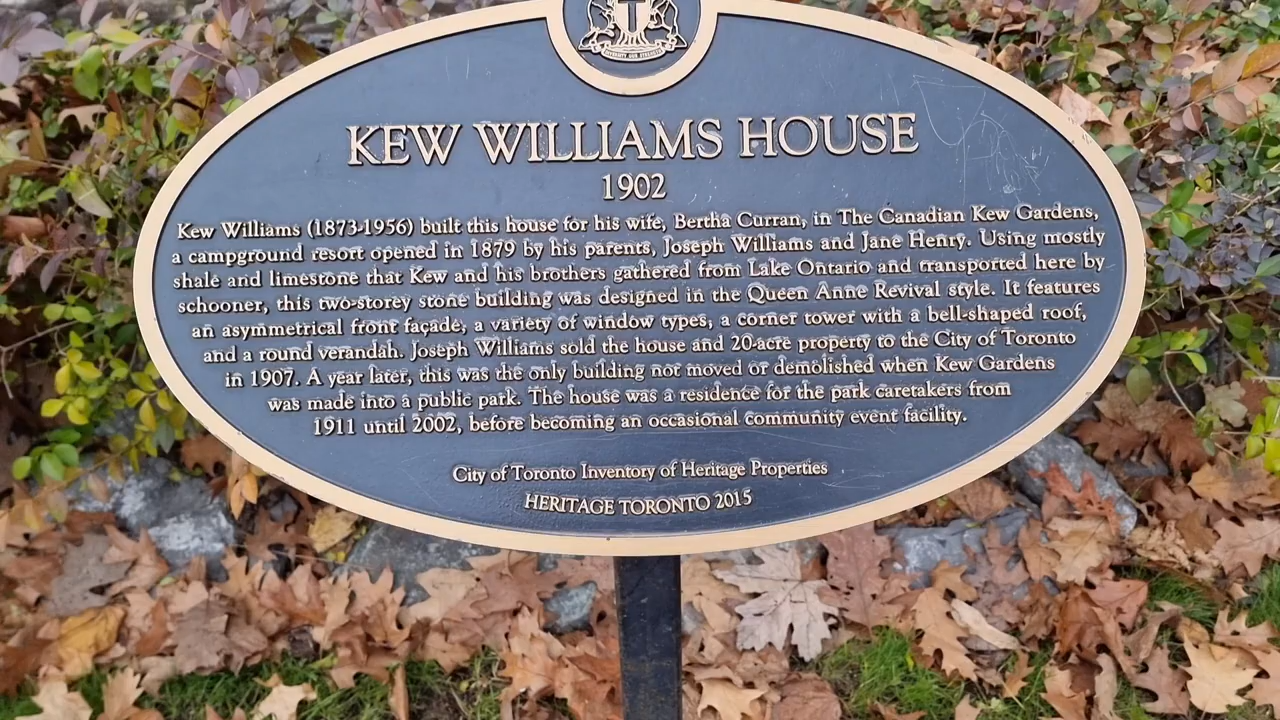 KEW WILLIAMS HOUSE
1902
Kew Williams (1873-1956) built this house for his wife, Bertha Curran, in The Canadian Kew Gardens,
a campground resort opened in 1879 by his parents, Joseph Williams and Jane Henry. Using mostly
shale and limestone that Kew and his brothers gathered from Lake Ontario and transported here by
schooner, this two-storey stone building was designed in the Queen Anne Revival style. It features
an asymmetrical front façade, a variety of window types, a corner tower with a bell-shaped roof,
and a round verandah. Joseph Williams sold the house and 20-acre property to the City of Toronto
in 1907. A year later, this was the only building not moved or demolished when Kew Gardens
was made into a public park. The house was a residence for the park caretakers from
1911 until 2002, before becoming an occasional community event facility.
City of Toronto Inventory of Heritage Properties
HERITAGE TORONTO 2015